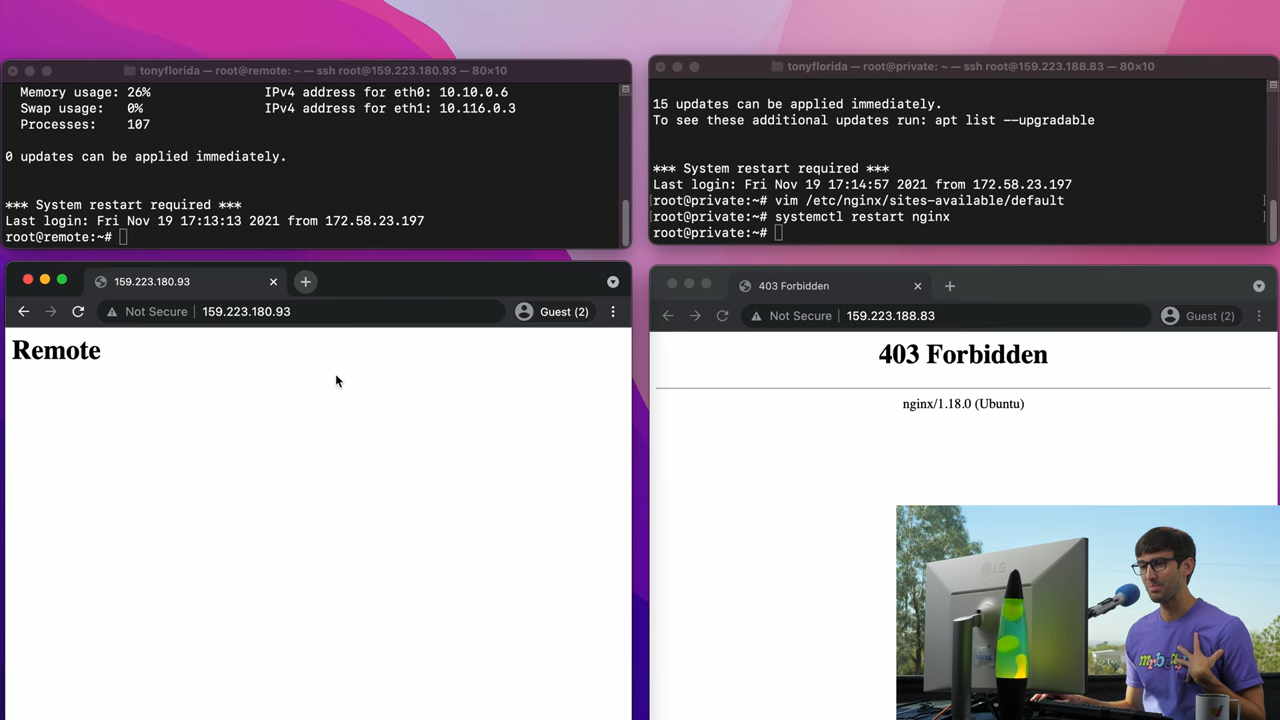 tonyflorida — root@remote: ~ — ssh root@159.223.180.93 — 80×10
Memory usage: 26% IPv4 address for eth0: 10.10.0.6
Swap usage: 0% IPv4 address for eth1: 10.116.0.3
Processes: 107
0 updates can be applied immediately.
*** System restart required ***
Last login: Fri Nov 19 17:13:13 2021 from 172.58.23.197
root@remote:~#
tonyflorida — root@private: ~ — ssh root@159.223.188.83 — 80×10
15 updates can be applied immediately.
To see these additional updates run: apt list --upgradable
*** System restart required ***
Last login: Fri Nov 19 17:14:57 2021 from 172.58.23.197
[root@private:~# vim /etc/nginx/sites-available/default ]
[root@private:~# systemctl restart nginx ]
root@private:~#
159.223.180.93
Not Secure 159.223.180.93 Guest (2)
Remote
403 Forbidden
Not Secure 159.223.188.83 Guest (2)
403 Forbidden
nginx/1.18.0 (Ubuntu)
LG